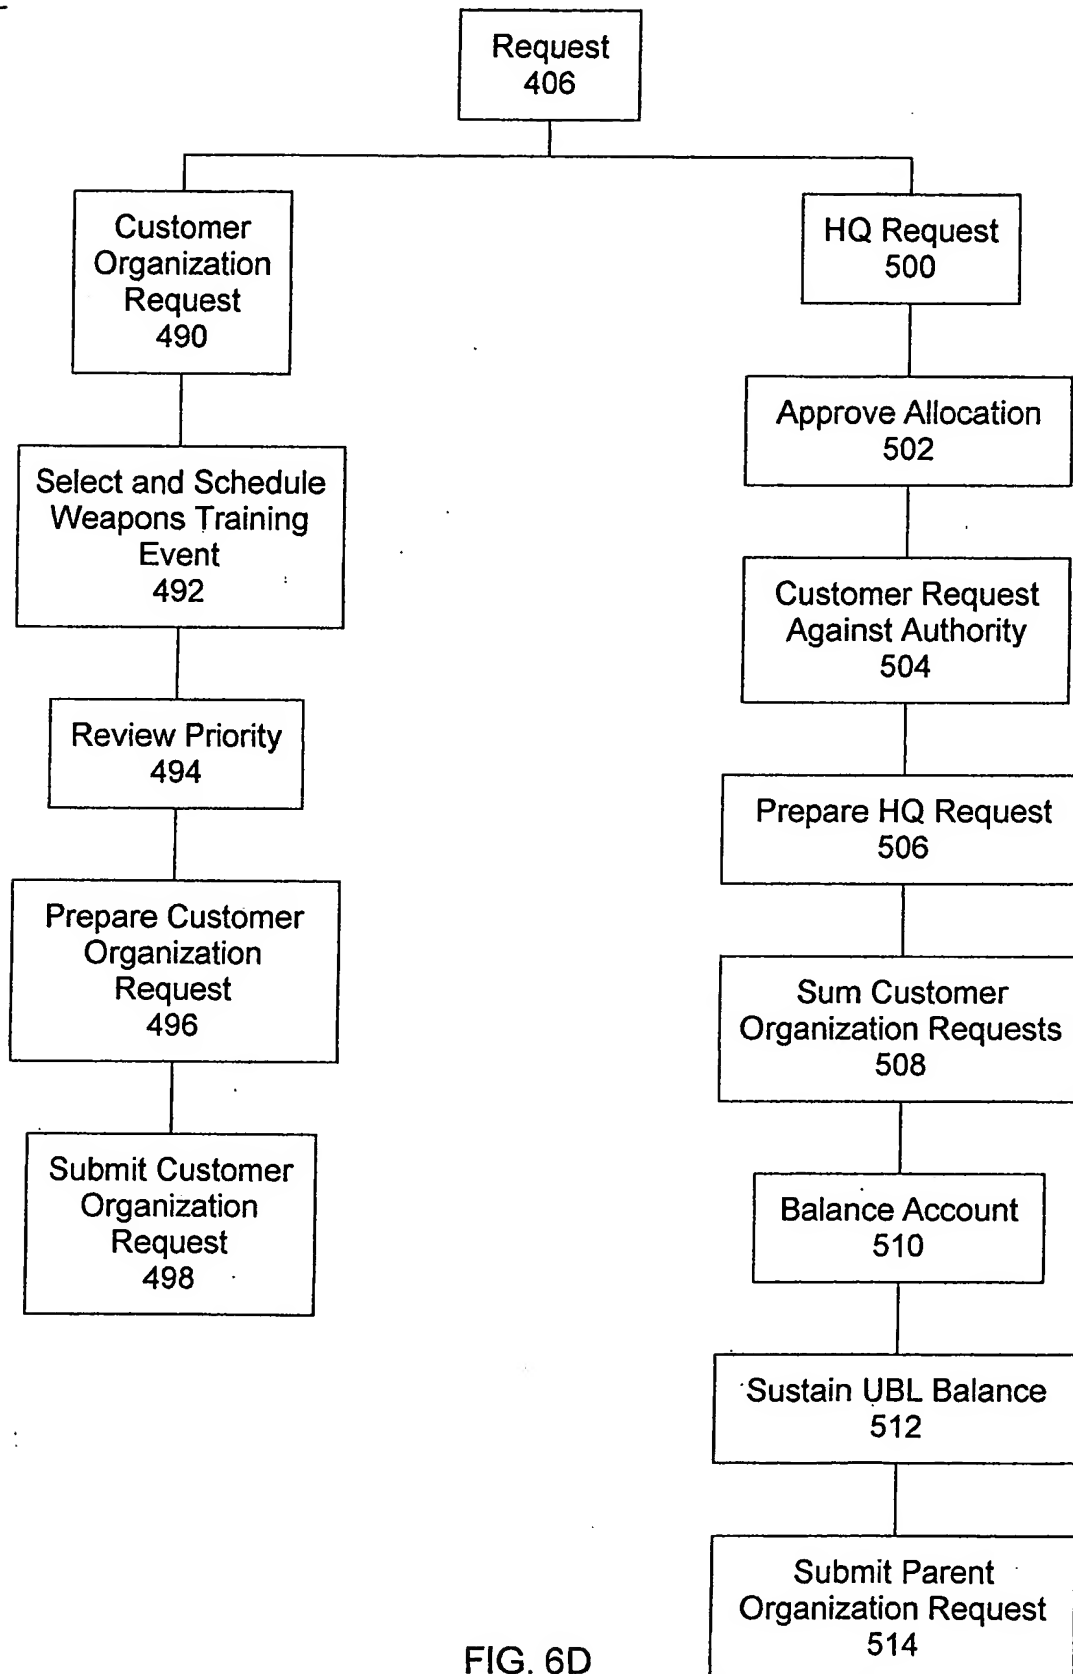 Request
406
Customer
Organization
Request
490
Select and Schedule
Weapons Training
Event
492
Review Priority
494
Prepare Customer
Organization
Request
496
Submit Customer
Organization
Request
498
HQ Request
500
Approve Allocation
502
Customer Request
Against Authority
504
Prepare HQ Request
506
Sum Customer
Organization Requests
508
Balance Account
510
Sustain UBL Balance
512
Submit Parent
Organization Request
514
FIG. 6D